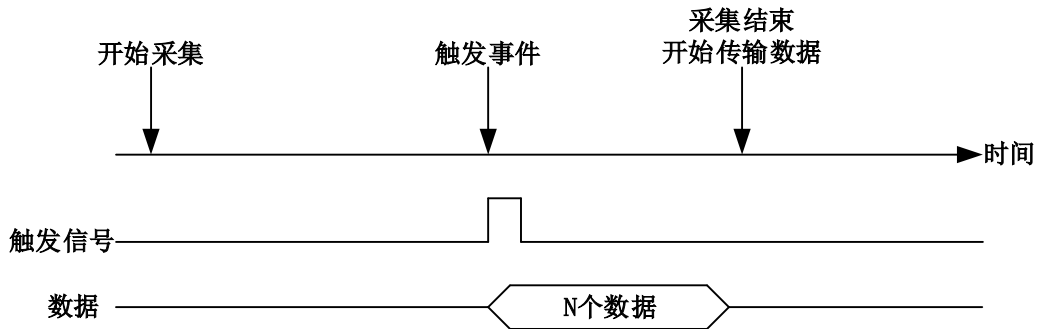 采集结束
开始采集
触发事件
开始传输数据
时间
触发信号
数据
N个数据